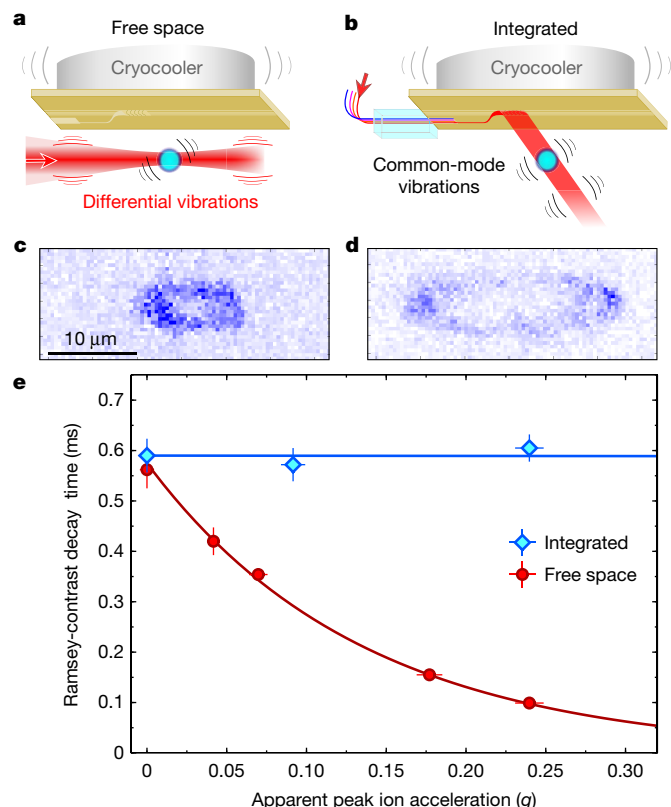 a
Free space
Cryocooler
Differential vibrations
b
Integrated
Cryocooler
Common-mode
vibrations
c
10 μm
d
e
Ramsey-contrast decay time (ms)
0.7
0.6
0.5
0.4
0.3
0.2
0.1
0
Integrated
Free space
0
0.05
0.10
0.15
0.20
0.25
0.30
Apparent peak ion acceleration (g)